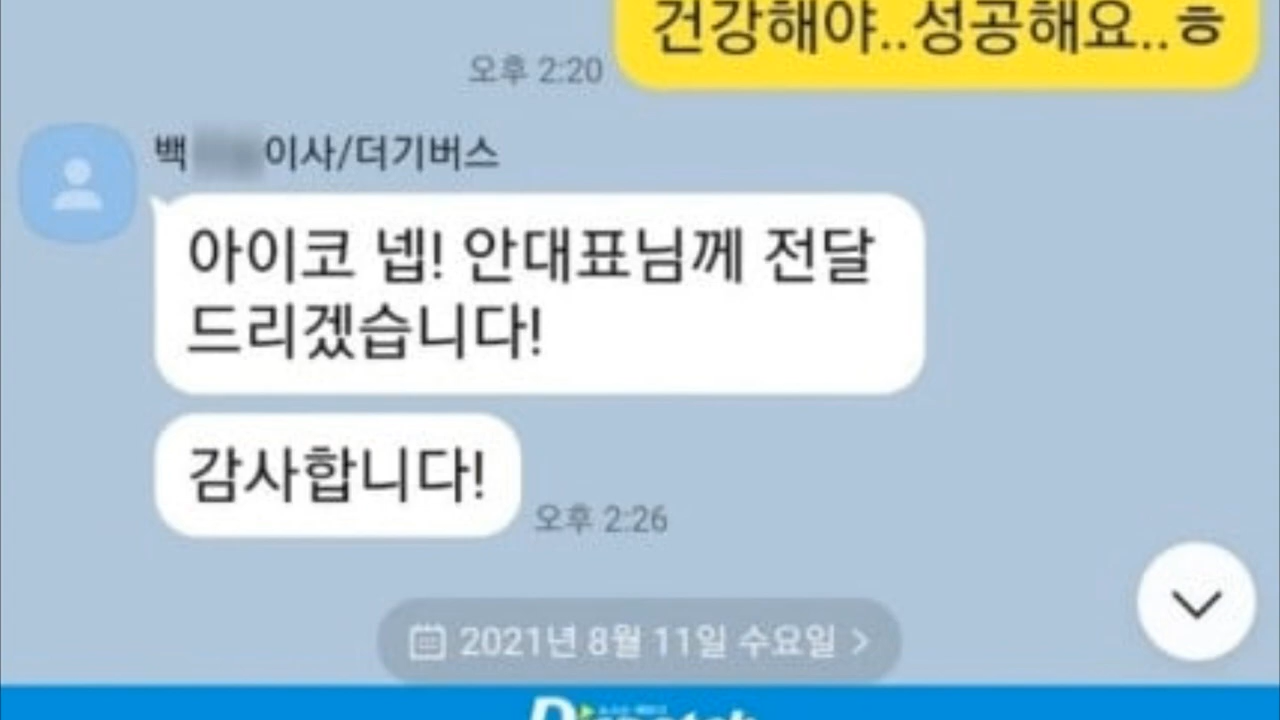 건강해야..성공해요..ㅎ
오후 2:20
백 이사/더기버스
아이코 넵! 안대표님께 전달
드리겠습니다!
감사합니다!
오후 2:26
2021년 8월 11일 수요일